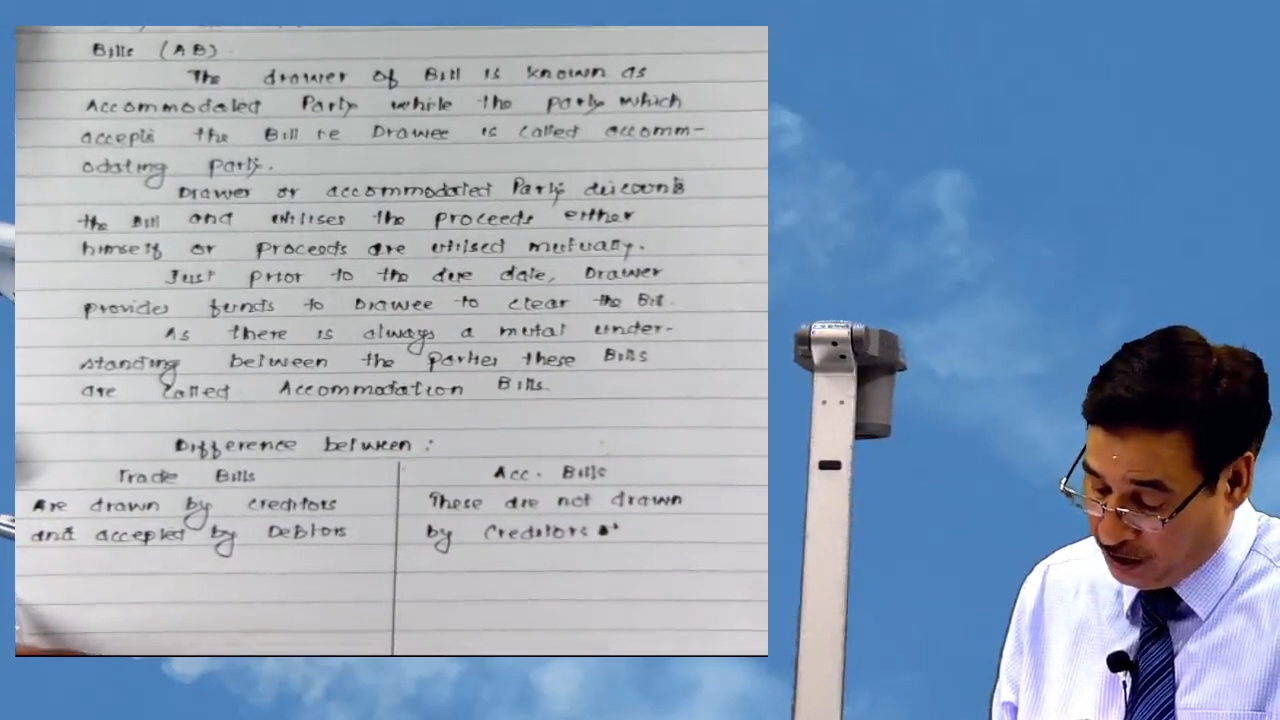 Bills (AB)
The drawer of Bill is known as
Accommodated Party while the party which
accepts the Bill ie Drawee is called accomm-
odating party.
Drawer or accommodated Party discounts
the Bill and utilises the proceeds either
himself or proceeds are utilised mutually.
Just prior to the due date, Drawer
provides funds to Drawee to clear the Bill.
As there is always a metal under-
standing between the parties these Bills
are called Accommodation Bills.
Difference between:
Trade Bills
Are drawn by creditors
and accepted by Debtors
Acc. Bills
These are not drawn
by Creditors